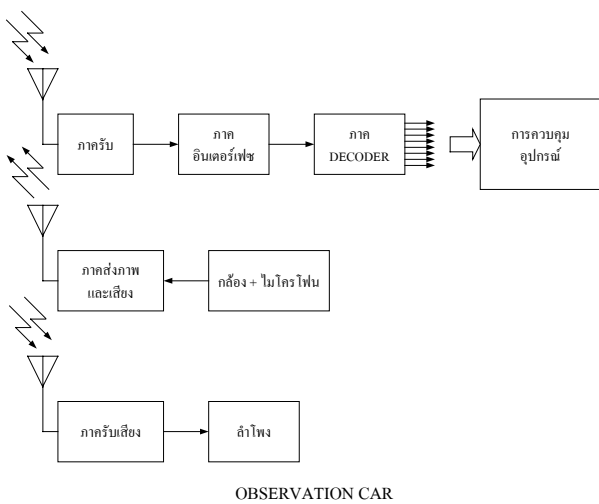 ภาครับ
ภาค
อินเตอร์เฟซ
ภาค
DECODER
การควบคุม
อุปกรณ์
ภาคส่งภาพ
และเสียง
กล้อง + ไมโครโฟน
ภาครับเสียง
ลำโพง
OBSERVATION CAR